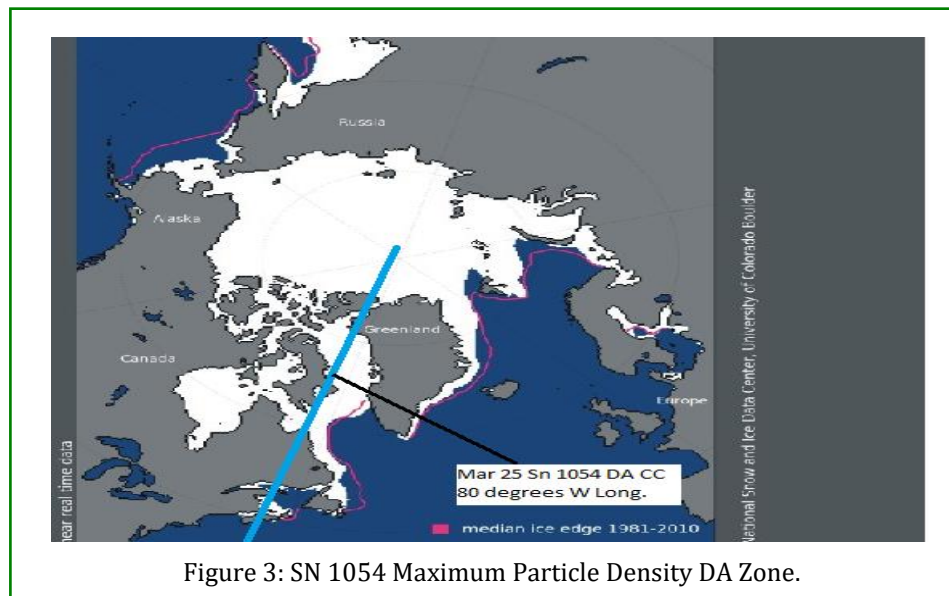 Russia
Alaska
Greenland
Canada
Europe
Mar 25 Sn 1054 DA CC
80 degrees W Long.
median ice edge 1981-2010
near real time data
National Snow and Ice Data Center, University of Colorado Boulder
Figure 3: SN 1054 Maximum Particle Density DA Zone.